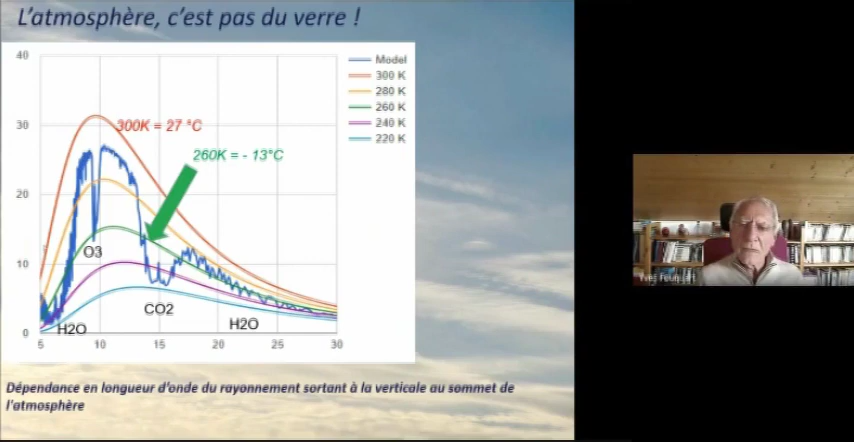 L'atmosphère, c'est pas du verre !
40
30
20
10
0
5
10
15
20
25
30
Model
300 K
280 K
260 K
240 K
220 K
300K = 27 °C
260K = - 13°C
O3
H2O
CO2
H2O
Dépendance en longueur d'onde du rayonnement sortant à la verticale au sommet de
l'atmosphère
Yves Fouquart